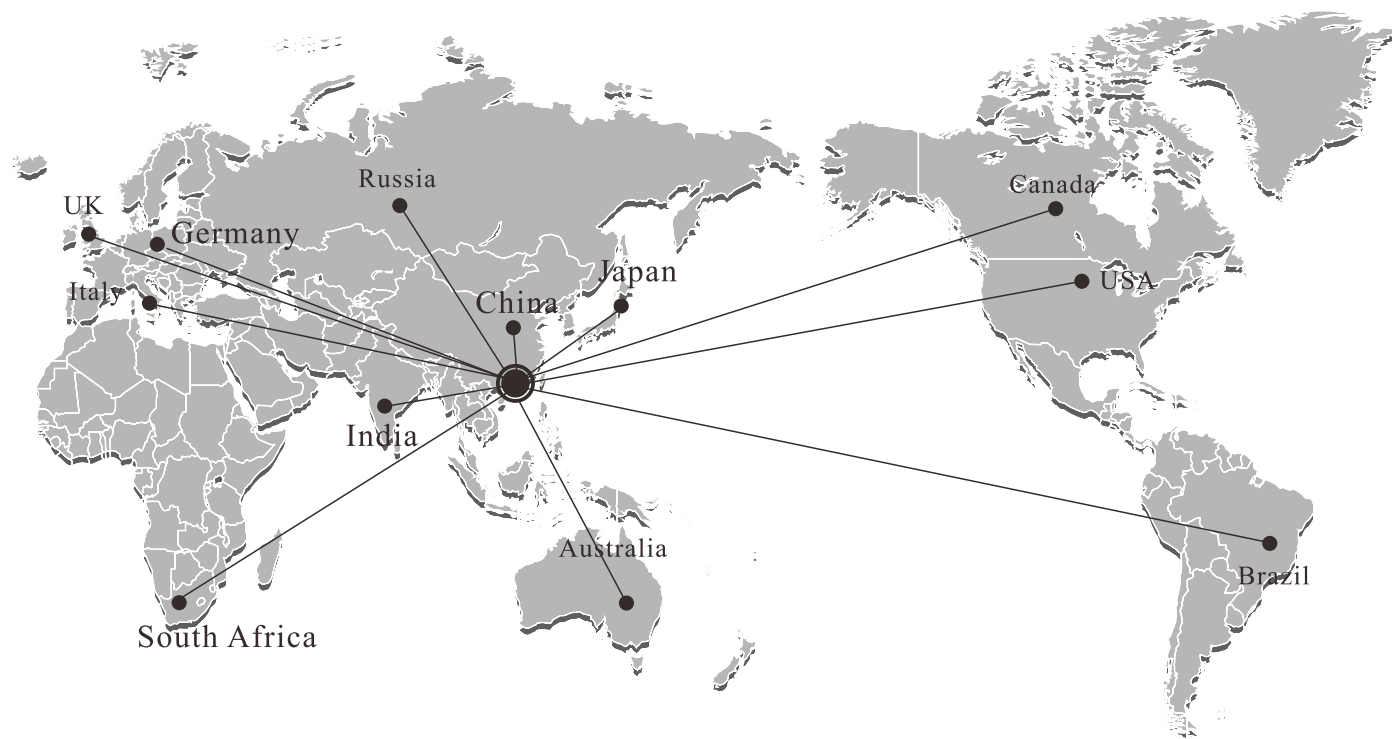 Russia
Canada
UK
Germany
Japan
USA
Italy
China
India
Australia
Brazil
South Africa